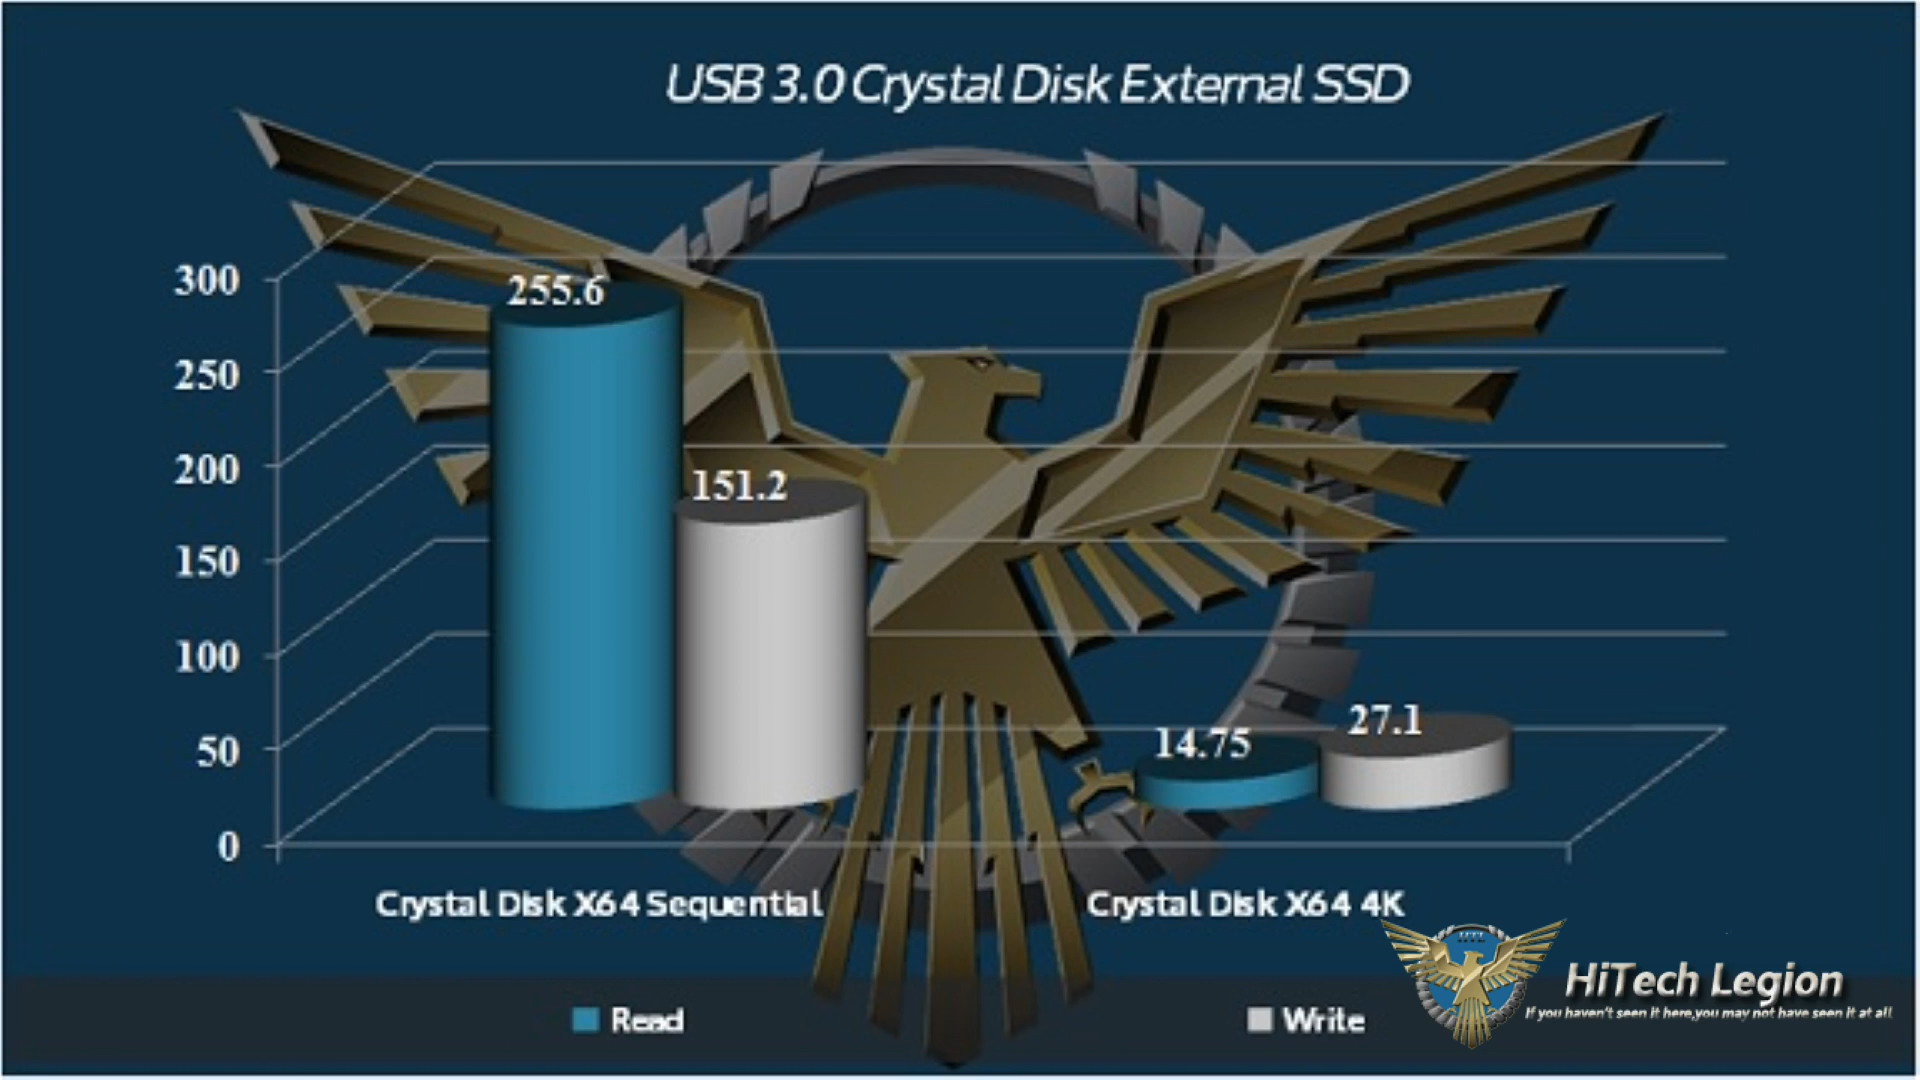 USB 3.0 Crystal Disk External SSD
300
250
200
150
100
50
0
255.6
151.2
14.75
27.1
Crystal Disk X64 Sequential
Crystal Disk X64 4K
Read
Write
HiTech Legion
If you haven't seen it here,you may not have seen it at all